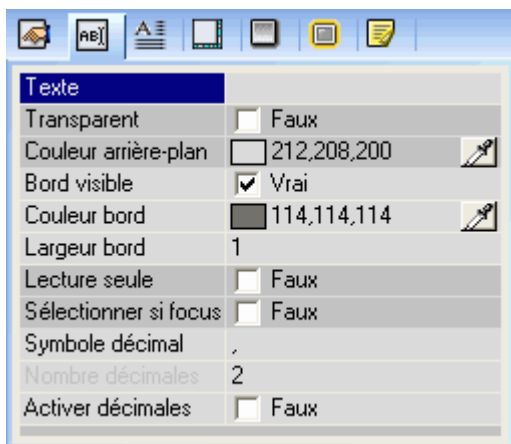 AB
Texte
Transparent Faux
Couleur arrière-plan 212,208,200
Bord visible Vrai
Couleur bord 114,114,114
Largeur bord 1
Lecture seule Faux
Sélectionner si focus Faux
Symbole décimal ,
Nombre décimales 2
Activer décimales Faux